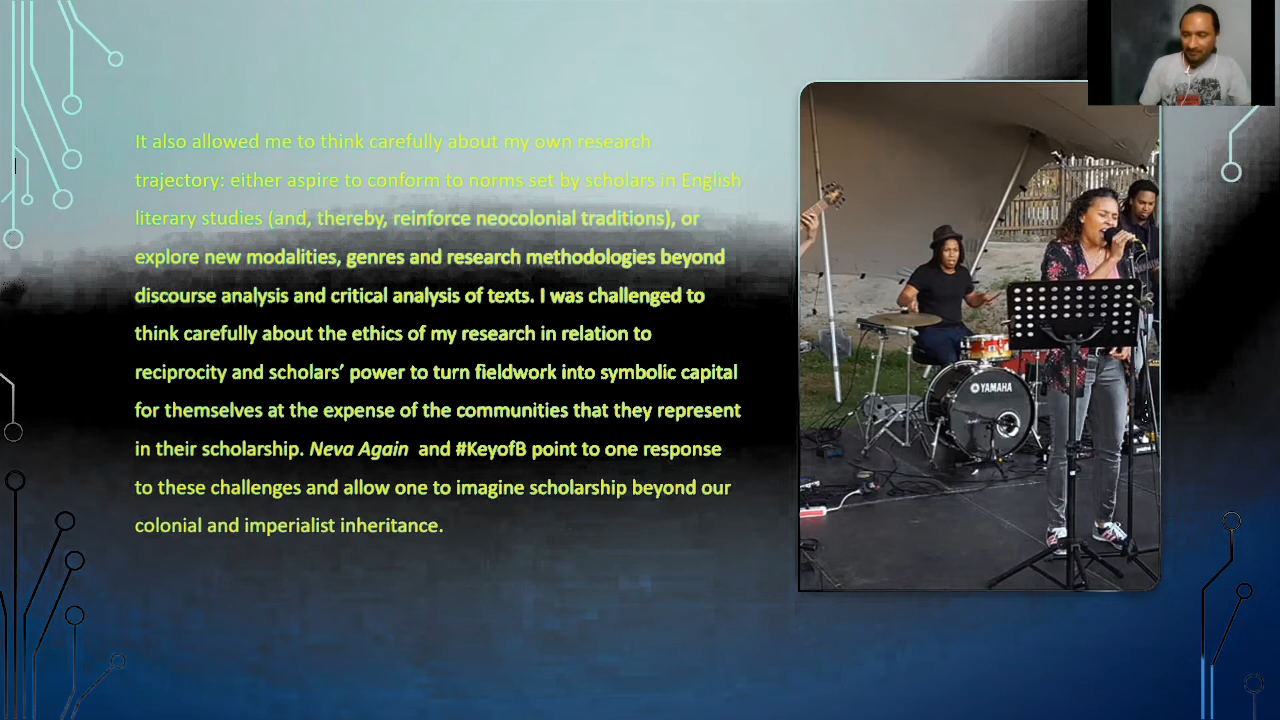 It also allowed me to think carefully about my own research
trajectory: either aspire to conform to norms set by scholars in English
literary studies (and, thereby, reinforce neocolonial traditions), or
explore new modalities, genres and research methodologies beyond
discourse analysis and critical analysis of texts. I was challenged to
think carefully about the ethics of my research in relation to
reciprocity and scholars’ power to turn fieldwork into symbolic capital
for themselves at the expense of the communities that they represent
in their scholarship. Neva Again and #KeyofB point to one response
to these challenges and allow one to imagine scholarship beyond our
colonial and imperialist inheritance.
YAMAHA